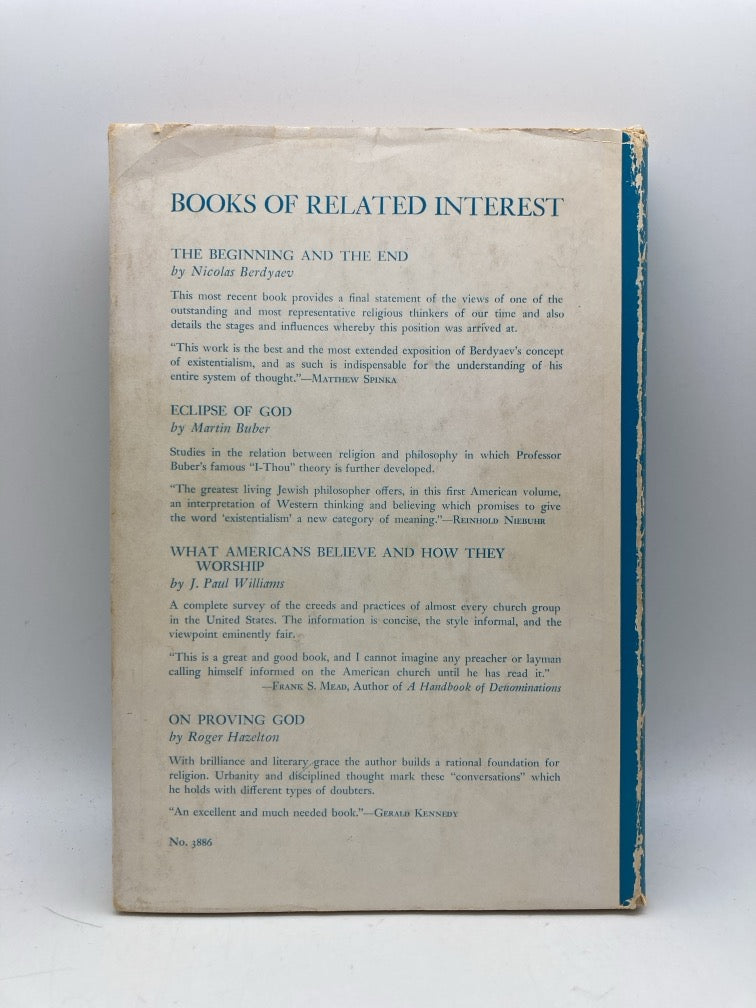 BOOKS OF RELATED INTEREST
THE BEGINNING AND THE END
by Nicolas Berdyaev
This most recent book provides a final statement of the views of one of the
outstanding and most representative religious thinkers of our time and also
details the stages and influences whereby this position was arrived at.
“This work is the best and the most extended exposition of Berdyaev’s concept
of existentialism, and as such is indispensable for the understanding of his
entire system of thought.”—MATTHEW SPINKA
ECLIPSE OF GOD
by Martin Buber
Studies in the relation between religion and philosophy in which Professor
Buber’s famous “I-Thou” theory is further developed.
“The greatest living Jewish philosopher offers, in this first American volume,
an interpretation of Western thinking and believing which promises to give
the word ‘existentialism’ a new category of meaning.”—REINHOLD NIEBUHR
WHAT AMERICANS BELIEVE AND HOW THEY
WORSHIP
by J. Paul Williams
A complete survey of the creeds and practices of almost every church group
in the United States. The information is concise, the style informal, and the
viewpoint eminently fair.
“This is a great and good book, and I cannot imagine any preacher or layman
calling himself informed on the American church until he has read it.”
—FRANK S. MEAD, Author of A Handbook of Denominations
ON PROVING GOD
by Roger Hazelton
With brilliance and literary grace the author builds a rational foundation for
religion. Urbanity and disciplined thought mark these “conversations” which
he holds with different types of doubters.
“An excellent and much needed book.”—GERALD KENNEDY
No. 3886